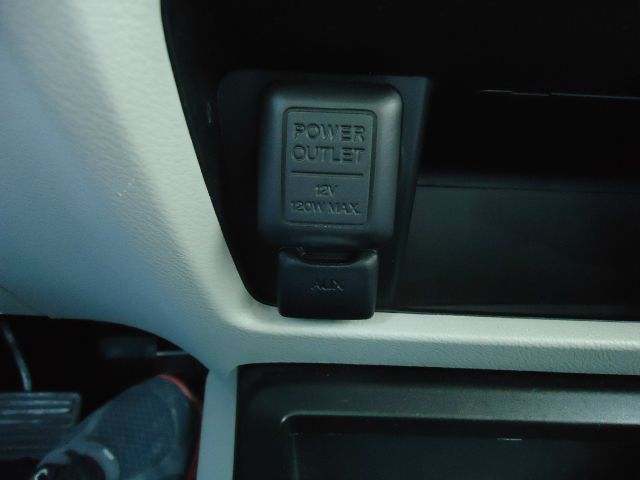 POWER
OUTLET
12V
120W MAX.
AUX